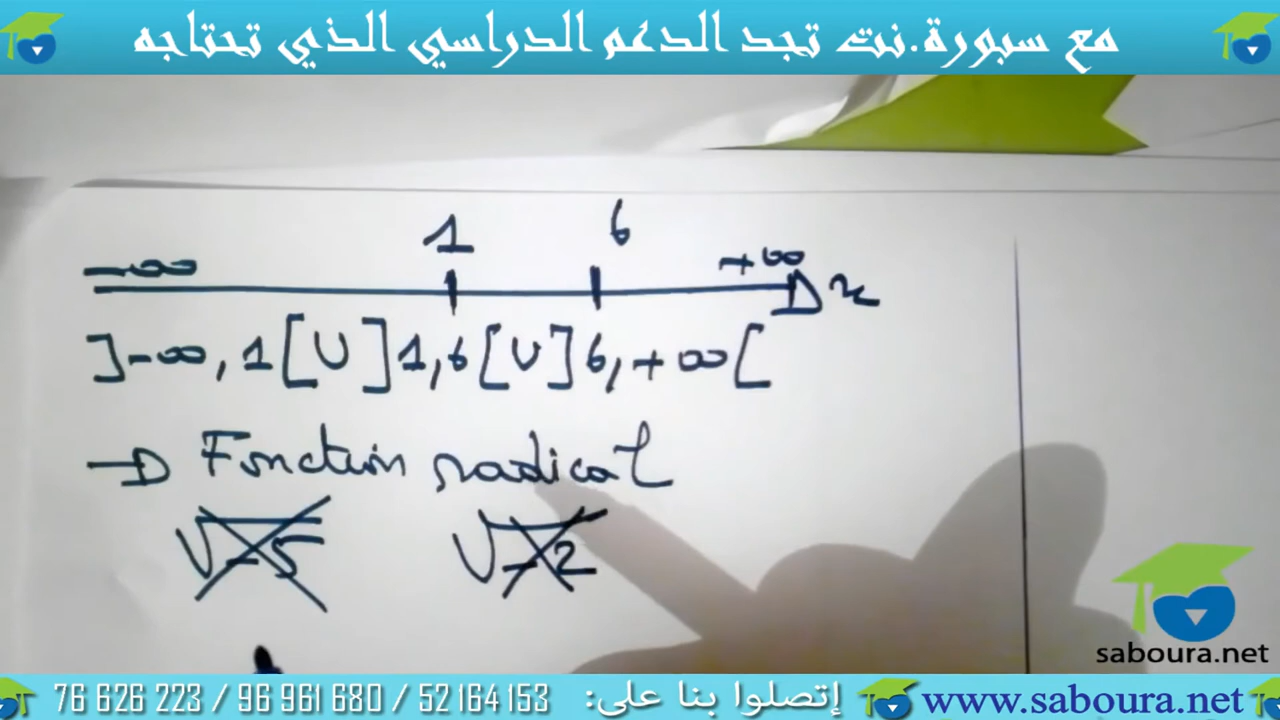 مع سبورة.نت تجد الدعم الدراسي الذي تحتاجه
1 6
-∞ +∞ x
]-∞, 1[ U ]1, 6[ U ]6, +∞[
→ Fonction radical
√-5 √-2
saboura.net
76 626 223 / 96 961 680 / 52 164 153 إتصلوا بنا على: www.saboura.net